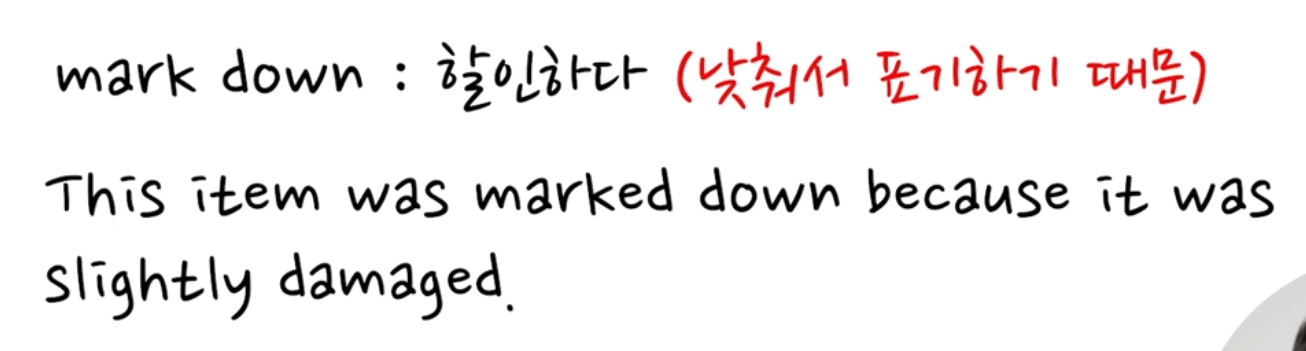 mark down : 할인하다 (낮춰서 표기하기 때문)
This item was marked down because it was
slightly damaged.